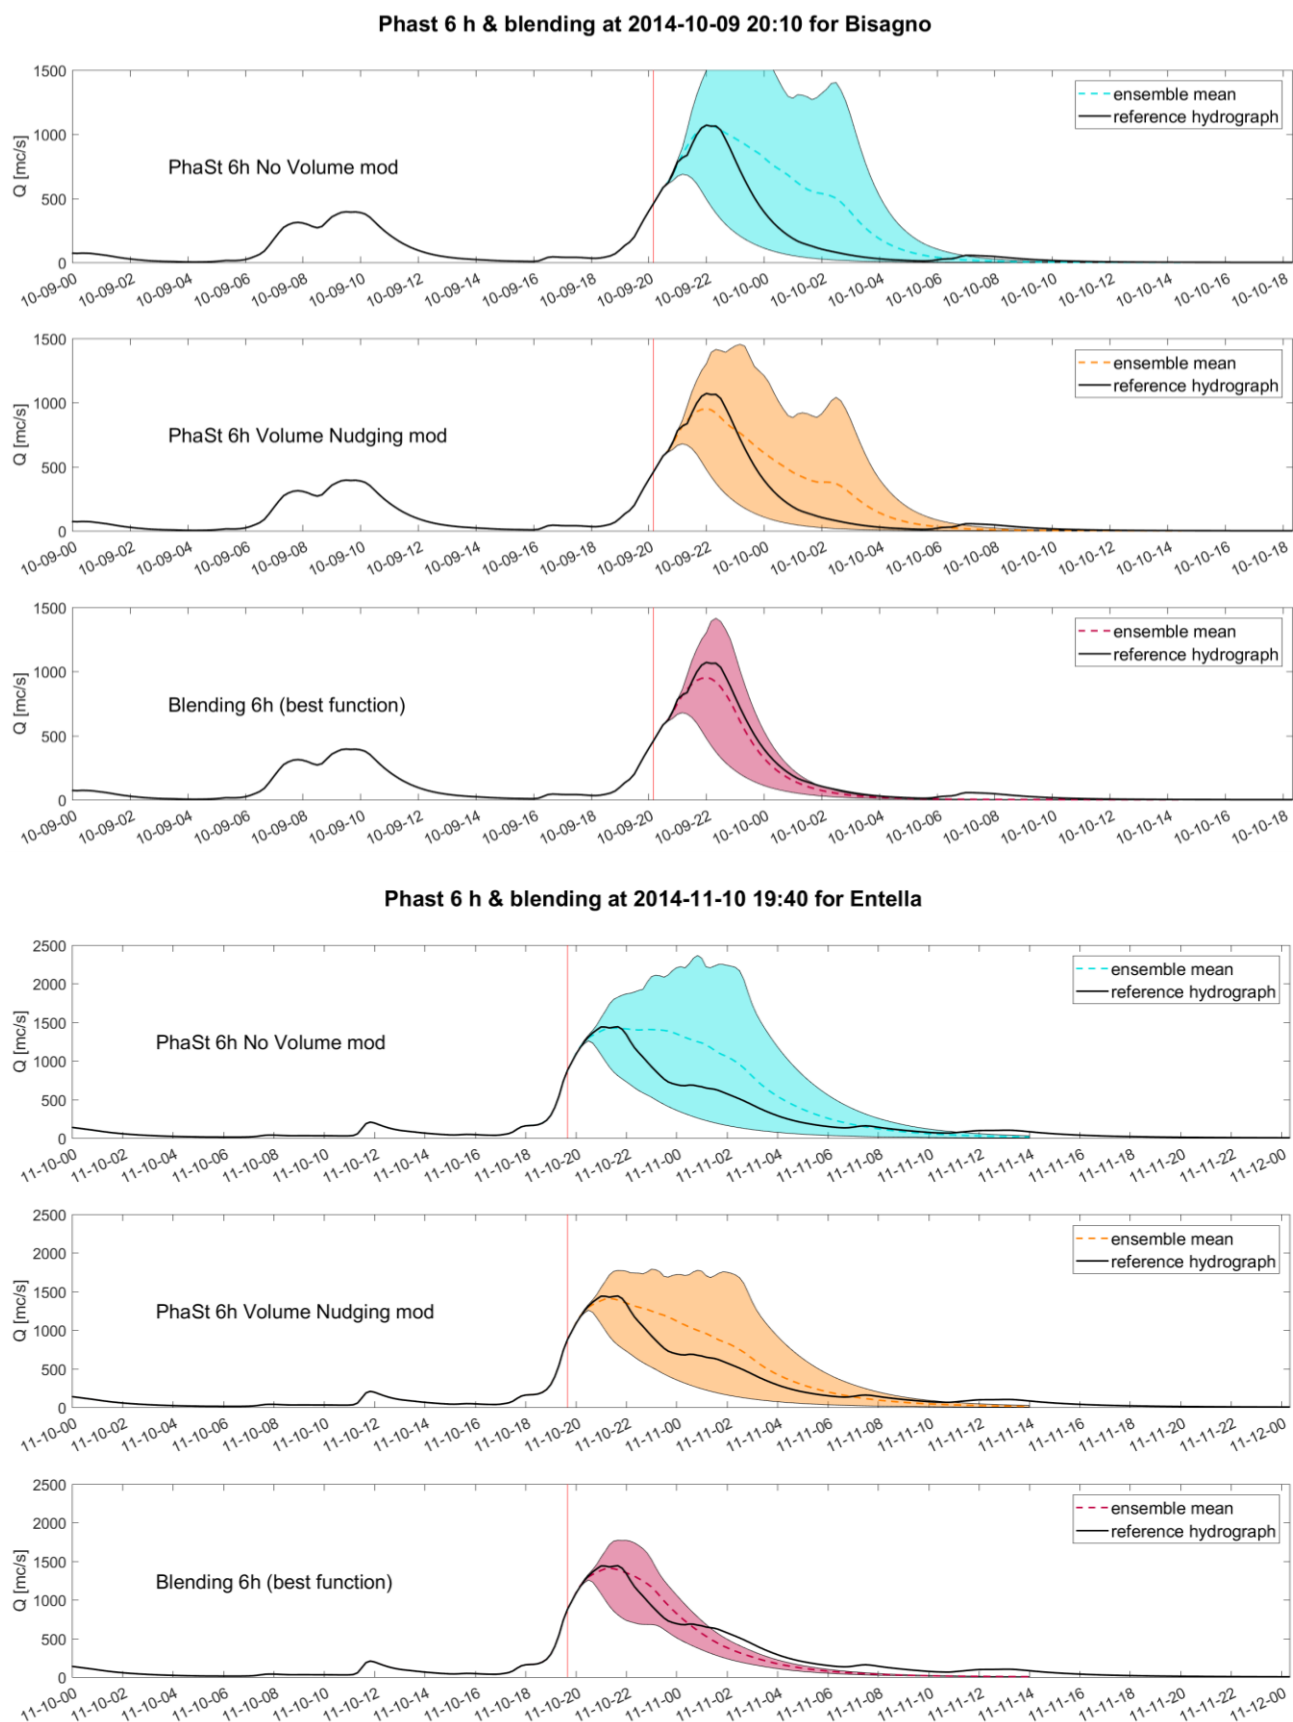 Phast 6 h & blending at 2014-10-09 20:10 for Bisagno
1500
1000
500
0
Q [mc/s]
PhaSt 6h No Volume mod
ensemble mean
reference hydrograph
10-09-00 10-09-02 10-09-04 10-09-06 10-09-08 10-09-10 10-09-12 10-09-14 10-09-16 10-09-18 10-09-20 10-09-22 10-10-00 10-10-02 10-10-04 10-10-06 10-10-08 10-10-10 10-10-12 10-10-14 10-10-16 10-10-18
1500
1000
500
0
Q [mc/s]
PhaSt 6h Volume Nudging mod
ensemble mean
reference hydrograph
10-09-00 10-09-02 10-09-04 10-09-06 10-09-08 10-09-10 10-09-12 10-09-14 10-09-16 10-09-18 10-09-20 10-09-22 10-10-00 10-10-02 10-10-04 10-10-06 10-10-08 10-10-10 10-10-12 10-10-14 10-10-16 10-10-18
1500
1000
500
0
Q [mc/s]
Blending 6h (best function)
ensemble mean
reference hydrograph
10-09-00 10-09-02 10-09-04 10-09-06 10-09-08 10-09-10 10-09-12 10-09-14 10-09-16 10-09-18 10-09-20 10-09-22 10-10-00 10-10-02 10-10-04 10-10-06 10-10-08 10-10-10 10-10-12 10-10-14 10-10-16 10-10-18
Phast 6 h & blending at 2014-11-10 19:40 for Entella
2500
2000
1500
1000
500
0
Q [mc/s]
PhaSt 6h No Volume mod
ensemble mean
reference hydrograph
11-10-00 11-10-02 11-10-04 11-10-06 11-10-08 11-10-10 11-10-12 11-10-14 11-10-16 11-10-18 11-10-20 11-10-22 11-11-00 11-11-02 11-11-04 11-11-06 11-11-08 11-11-10 11-11-12 11-11-14 11-11-16 11-11-18 11-11-20 11-11-22 11-12-00
2500
2000
1500
1000
500
0
Q [mc/s]
PhaSt 6h Volume Nudging mod
ensemble mean
reference hydrograph
11-10-00 11-10-02 11-10-04 11-10-06 11-10-08 11-10-10 11-10-12 11-10-14 11-10-16 11-10-18 11-10-20 11-10-22 11-11-00 11-11-02 11-11-04 11-11-06 11-11-08 11-11-10 11-11-12 11-11-14 11-11-16 11-11-18 11-11-20 11-11-22 11-12-00
2500
2000
1500
1000
500
0
Q [mc/s]
Blending 6h (best function)
ensemble mean
reference hydrograph
11-10-00 11-10-02 11-10-04 11-10-06 11-10-08 11-10-10 11-10-12 11-10-14 11-10-16 11-10-18 11-10-20 11-10-22 11-11-00 11-11-02 11-11-04 11-11-06 11-11-08 11-11-10 11-11-12 11-11-14 11-11-16 11-11-18 11-11-20 11-11-22 11-12-00